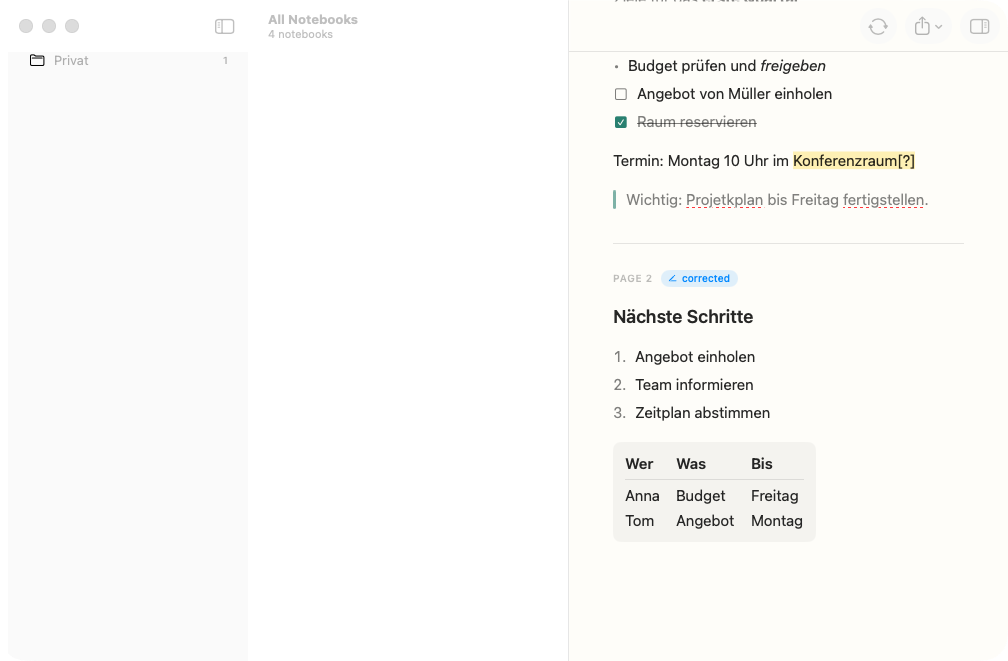 All Notebooks
4 notebooks
Privat 1
• Budget prüfen und freigeben
Angebot von Müller einholen
Raum reservieren
Termin: Montag 10 Uhr im Konferenzraum[?]
Wichtig: Projetkplan bis Freitag fertigstellen.
PAGE 2 corrected
Nächste Schritte
1. Angebot einholen
2. Team informieren
3. Zeitplan abstimmen
Wer Was Bis
Anna Budget Freitag
Tom Angebot Montag